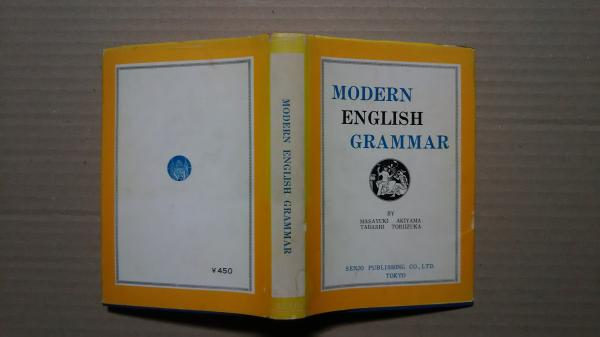 MODERN
ENGLISH
GRAMMAR
BY
MASAYUKI AKIYAMA
TADASHI TORIIZUKA
SENJO PUBLISHING CO., LTD.
TOKYO
MODERN ENGLISH GRAMMAR
¥450